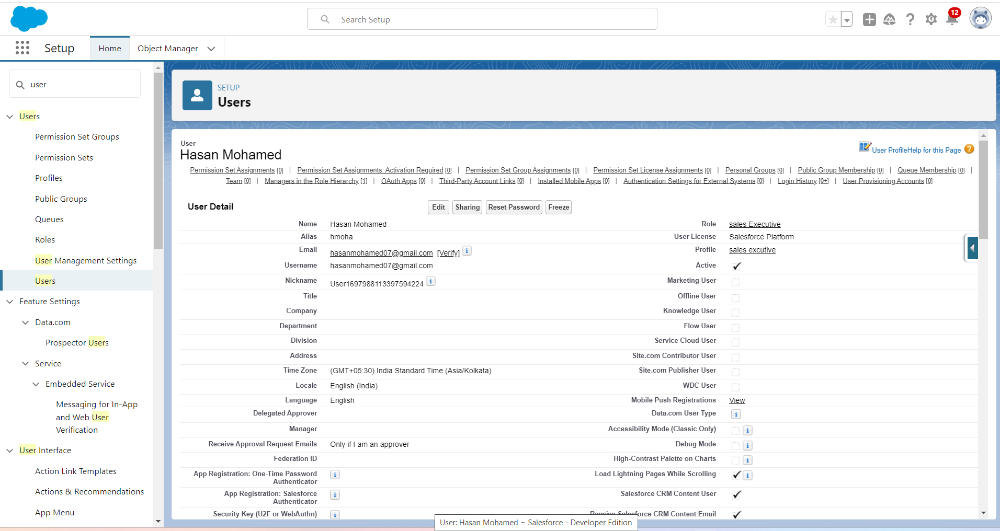 Search Setup
12
Setup
Home
Object Manager
user
Users
Permission Set Groups
Permission Sets
Profiles
Public Groups
Queues
Roles
User Management Settings
Users
Feature Settings
Data.com
Prospector Users
Service
Embedded Service
Messaging for In-App
and Web User
Verification
User Interface
Action Link Templates
Actions & Recommendations
App Menu
SETUP
Users
User
Hasan Mohamed
User ProfileHelp for this Page ?
Permission Set Assignments [0] | Permission Set Assignments: Activation Required [0] | Permission Set Group Assignments [0] | Permission Set License Assignments [0] | Personal Groups [0] | Public Group Membership [0] | Queue Membership [0] |
Team [0] | Managers in the Role Hierarchy [1] | OAuth Apps [0] | Third-Party Account Links [0] | Installed Mobile Apps [0] | Authentication Settings for External Systems [0] | Login History [0+] | User Provisioning Accounts [0]
User Detail Edit Sharing Reset Password Freeze
Name Hasan Mohamed Role sales Executive
Alias hmoha User License Salesforce Platform
Email hasanmohamed07@gmail.com [Verify] i Profile sales excutive
Username hasanmohamed07@gmail.com Active
Nickname User1697988113397594224 i Marketing User
Title Offline User
Company Knowledge User
Department Flow User
Division Service Cloud User
Address Site.com Contributor User
Time Zone (GMT+05:30) India Standard Time (Asia/Kolkata) Site.com Publisher User
Locale English (India) WDC User
Language English Mobile Push Registrations View
Delegated Approver Data.com User Type i
Manager Accessibility Mode (Classic Only) i
Receive Approval Request Emails Only if I am an approver Debug Mode i
Federation ID High-Contrast Palette on Charts i
App Registration: One-Time Password
Authenticator i Load Lightning Pages While Scrolling i
App Registration: Salesforce
Authenticator i Salesforce CRM Content User
Security Key (U2F or WebAuthn) i Receive Salesforce CRM Content Email
User: Hasan Mohamed ~ Salesforce - Developer Edition